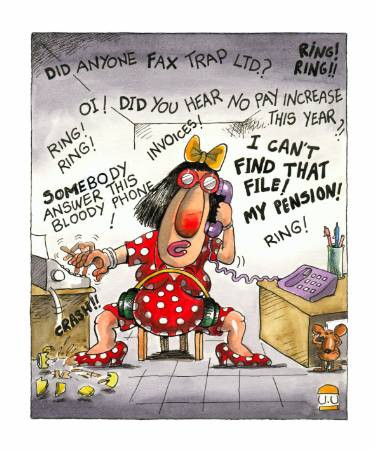 RING!
RING!!
DID ANYONE FAX TRAP LTD.?
OI! DID YOU HEAR NO PAY INCREASE
THIS YEAR?!!
RING!
RING!
INVOICES!
SOMEBODY
ANSWER THIS
BLOODY PHONE
!
I CAN'T
FIND THAT
FILE!
MY PENSION!
RING!
CRASH!!
J.U